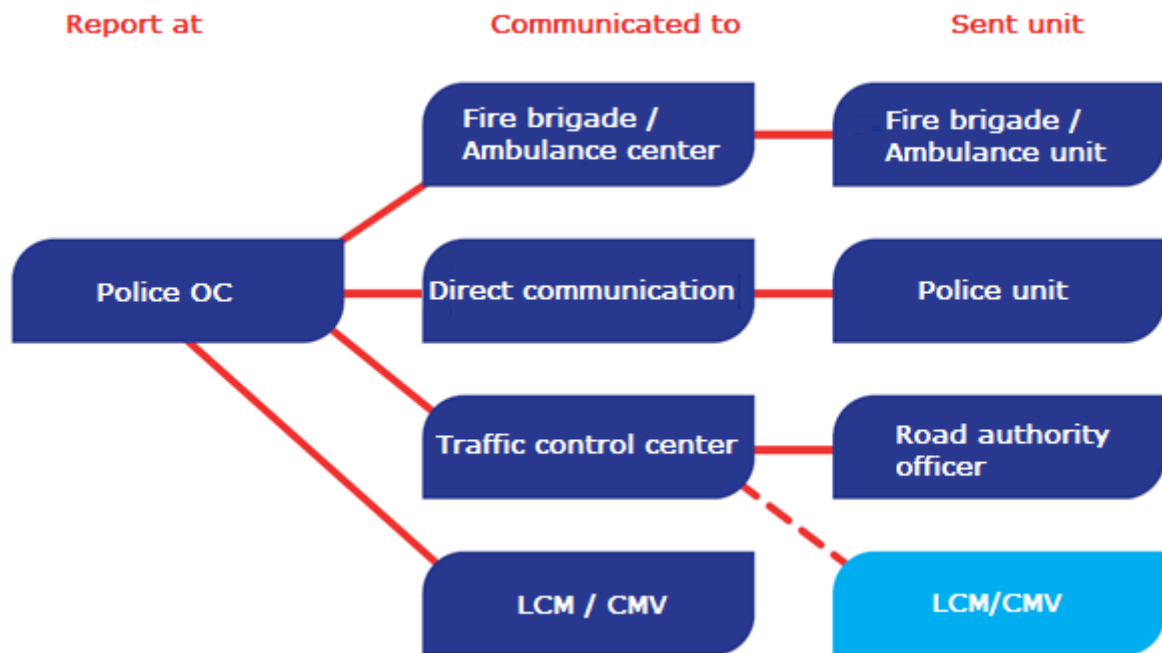 Report at
Communicated to
Sent unit
Fire brigade /
Ambulance center
Fire brigade /
Ambulance unit
Police OC
Direct communication
Police unit
Traffic control center
Road authority
officer
LCM / CMV
LCM/CMV